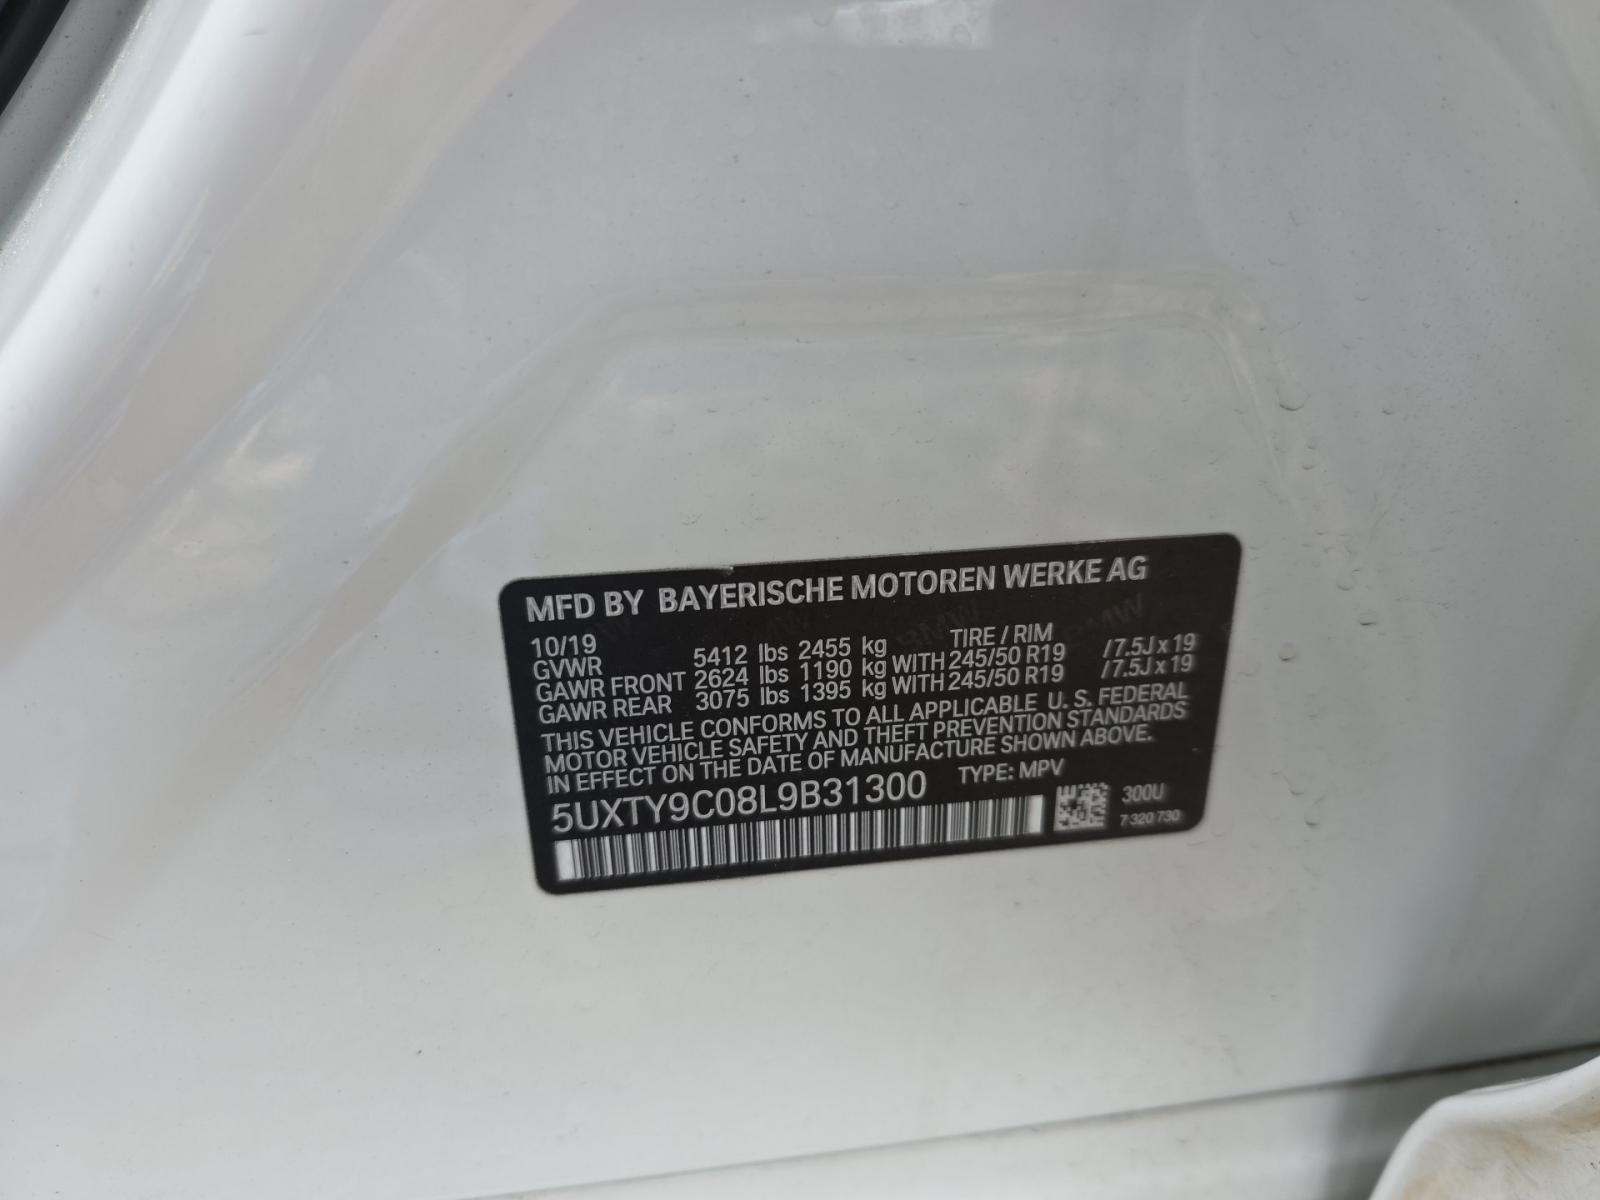 MFD BY BAYERISCHE MOTOREN WERKE AG
10/19 TIRE / RIM
GVWR 5412 lbs 2455 kg
GAWR FRONT 2624 lbs 1190 kg WITH 245/50 R19 /7.5J x 19
GAWR REAR 3075 lbs 1395 kg WITH 245/50 R19 /7.5J x 19
THIS VEHICLE CONFORMS TO ALL APPLICABLE U. S. FEDERAL
MOTOR VEHICLE SAFETY AND THEFT PREVENTION STANDARDS
IN EFFECT ON THE DATE OF MANUFACTURE SHOWN ABOVE.
5UXTY9C08L9B31300 TYPE: MPV
300U
7 320 730